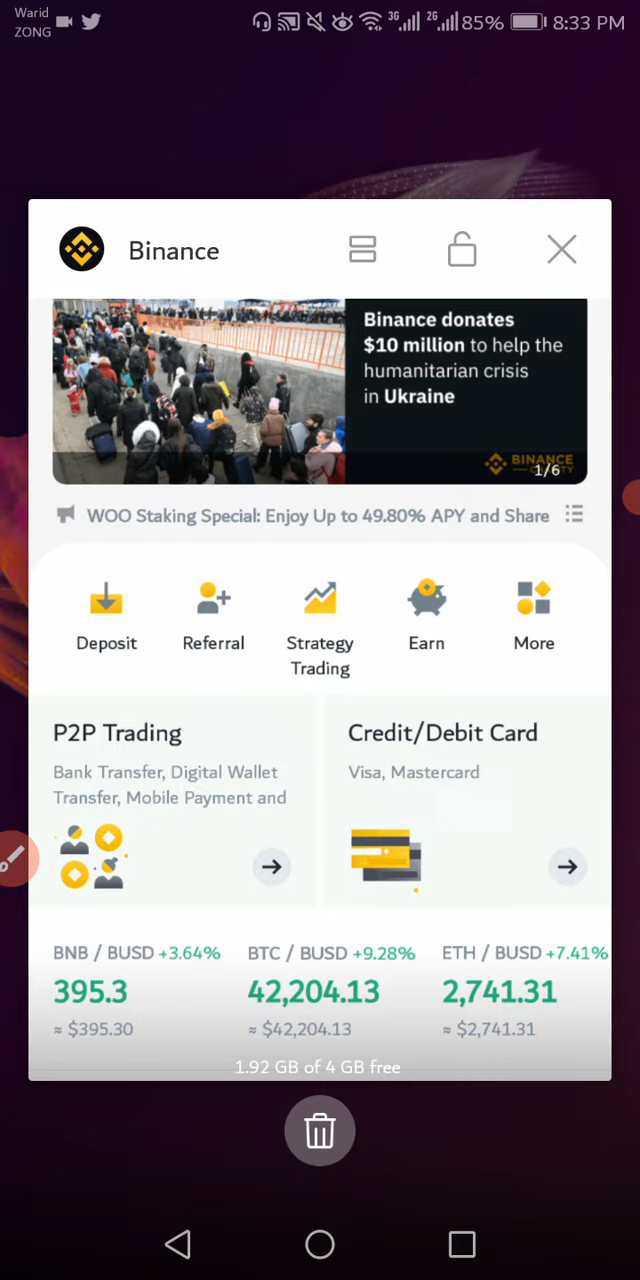 Warid
ZONG
3G
2G
85%
8:33 PM
Binance
Binance donates
$10 million to help the
humanitarian crisis
in Ukraine
BINANCE
1/6
WOO Staking Special: Enjoy Up to 49.80% APY and Share
Deposit
Referral
Strategy
Trading
Earn
More
P2P Trading
Bank Transfer, Digital Wallet
Transfer, Mobile Payment and
Credit/Debit Card
Visa, Mastercard
BNB / BUSD +3.64%
395.3
≈ $395.30
BTC / BUSD +9.28%
42,204.13
≈ $42,204.13
ETH / BUSD +7.41%
2,741.31
≈ $2,741.31
1.92 GB of 4 GB free